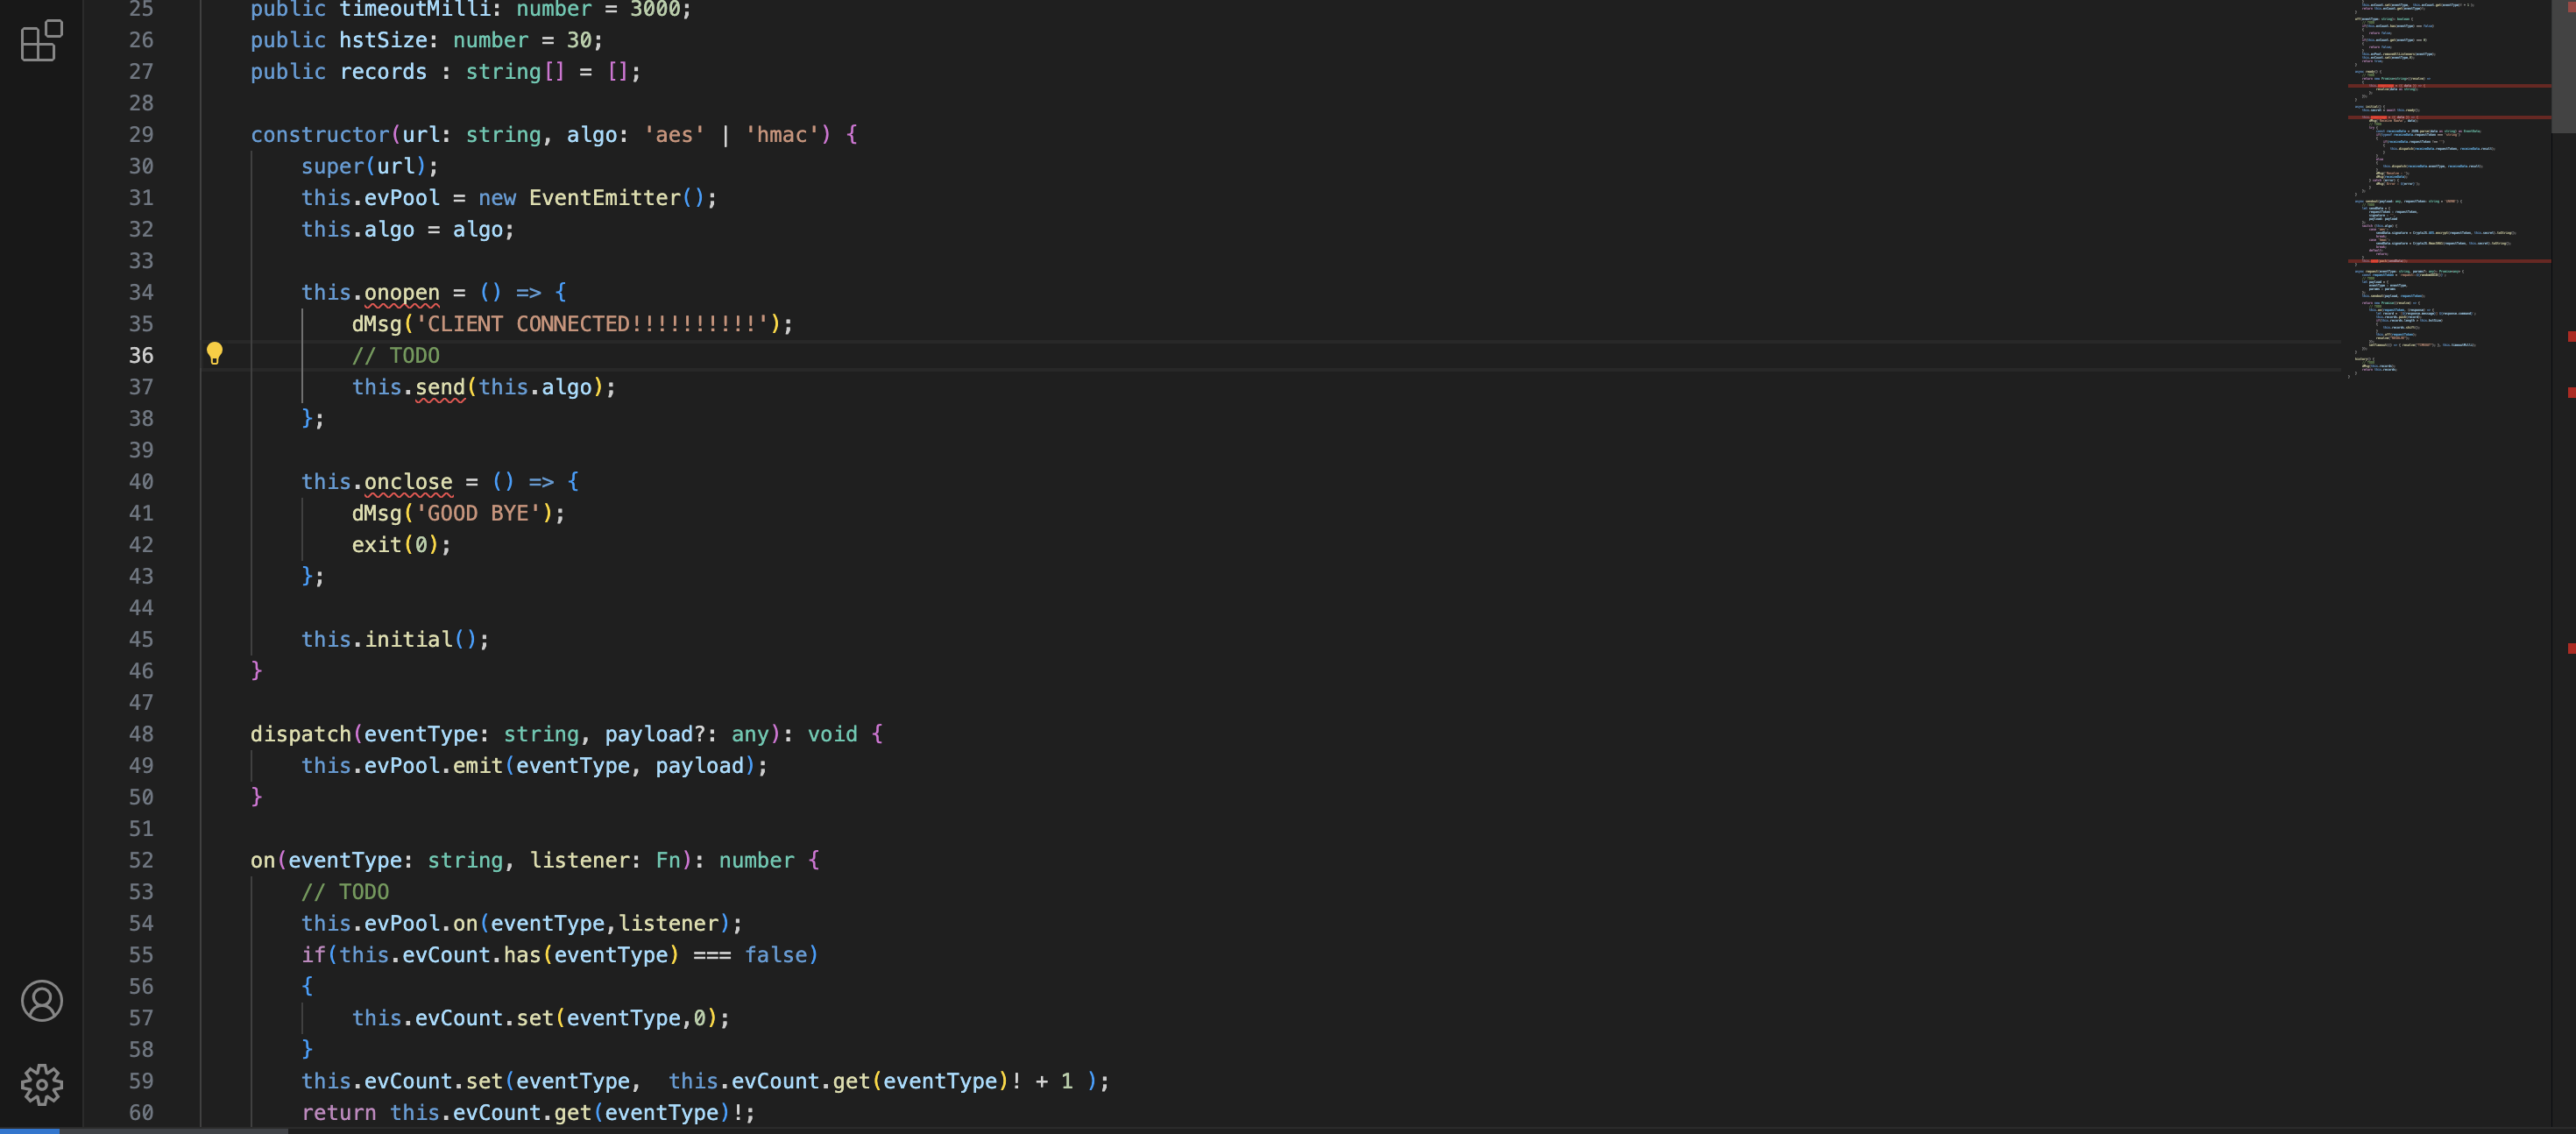 25 public timeoutMilli: number = 3000;
26 public hstSize: number = 30;
27 public records : string[] = [];
28
29 constructor(url: string, algo: 'aes' | 'hmac') {
30 super(url);
31 this.evPool = new EventEmitter();
32 this.algo = algo;
33
34 this.onopen = () => {
35 dMsg('CLIENT CONNECTED!!!!!!!!!!');
36 // TODO
37 this.send(this.algo);
38 };
39
40 this.onclose = () => {
41 dMsg('GOOD BYE');
42 exit(0);
43 };
44
45 this.initial();
46 }
47
48 dispatch(eventType: string, payload?: any): void {
49 this.evPool.emit(eventType, payload);
50 }
51
52 on(eventType: string, listener: Fn): number {
53 // TODO
54 this.evPool.on(eventType,listener);
55 if(this.evCount.has(eventType) === false)
56 {
57 this.evCount.set(eventType,0);
58 }
59 this.evCount.set(eventType,  this.evCount.get(eventType)! + 1 );
60 return this.evCount.get(eventType)!;